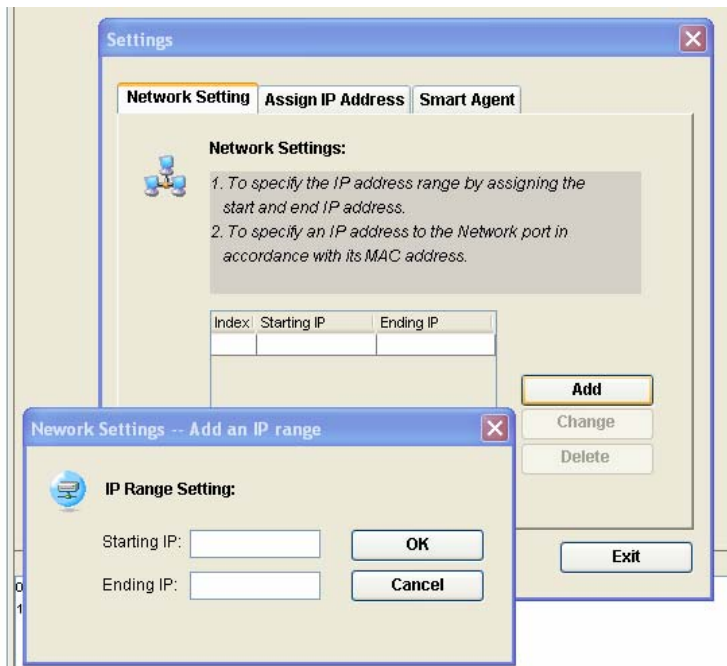 Settings
Network Setting Assign IP Address Smart Agent
Network Settings:
1. To specify the IP address range by assigning the
start and end IP address.
2. To specify an IP address to the Network port in
accordance with its MAC address.
Index Starting IP Ending IP
Add
Change
Delete
Exit
Nework Settings -- Add an IP range
IP Range Setting:
Starting IP:
OK
Ending IP:
Cancel